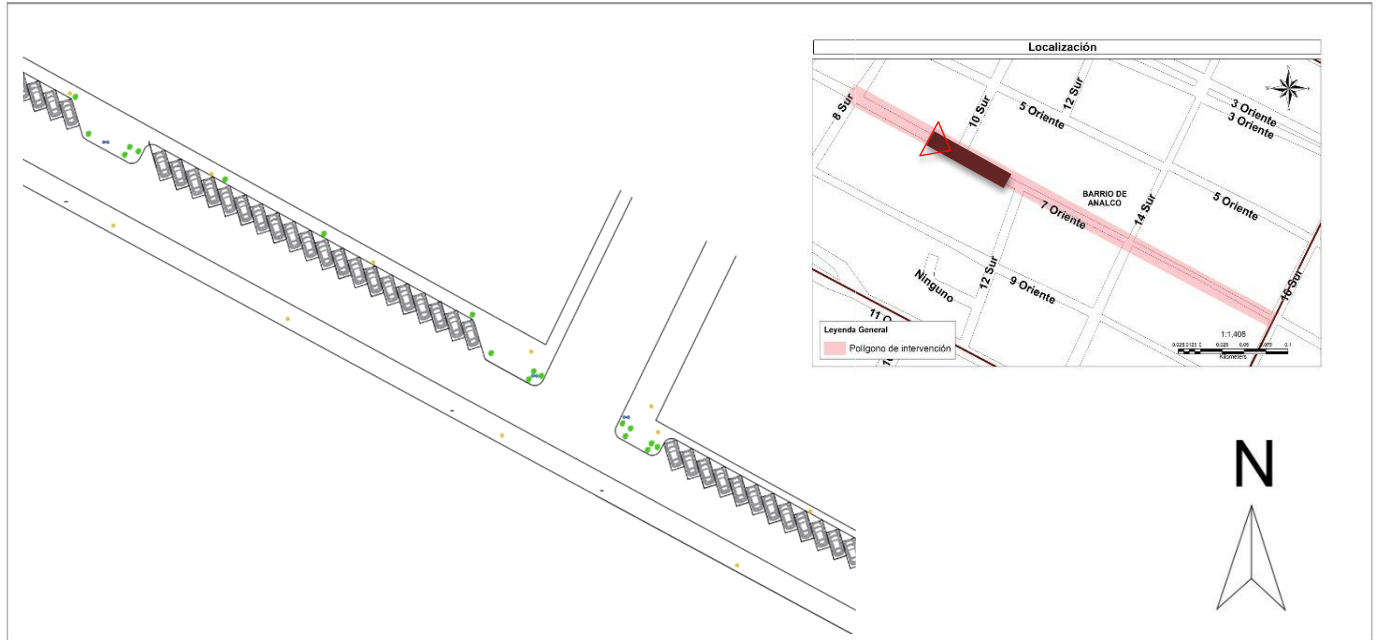 Localización
8 Sur
10 Sur
12 Sur
5 Oriente
3 Oriente
3 Oriente
BARRIO DE
ANALCO
7 Oriente
14 Sur
5 Oriente
16 Sur
12 Sur
9 Oriente
Ninguno
Leyenda General
Polígono de intervención
1:1,408
Kilometers
N